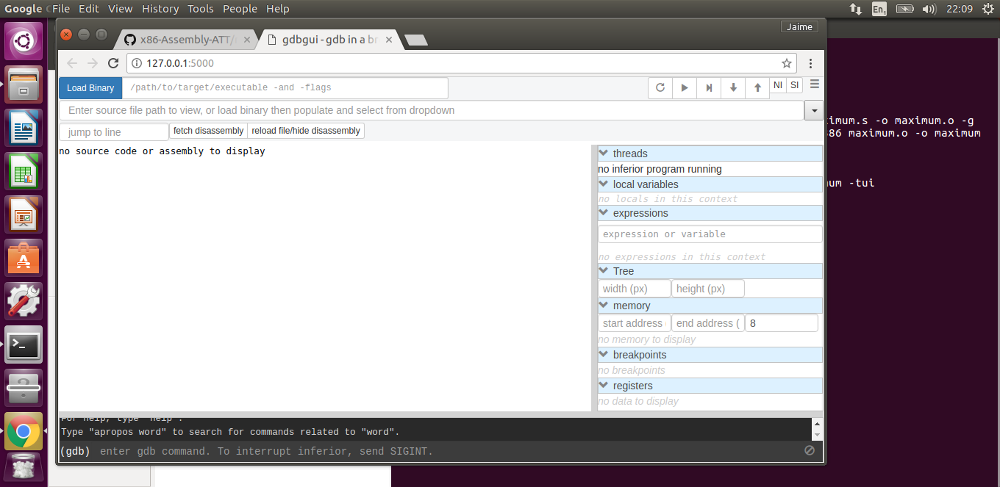 Google File Edit View History Tools People Help
En1 22:09
Jaime
x86-Assembly-ATT/ gdbgui - gdb in a br
127.0.0.1:5000
Load Binary /path/to/target/executable -and -flags NI SI
Enter source file path to view, or load binary then populate and select from dropdown
jump to line fetch disassembly reload file/hide disassembly
no source code or assembly to display
threads
no inferior program running
local variables
no locals in this context
expressions
expression or variable
no expressions in this context
Tree
width (px) height (px)
memory
start address end address ( 8
no memory to display
breakpoints
no breakpoints
registers
no data to display
For help, type "help".
Type "apropos word" to search for commands related to "word".
(gdb) enter gdb command. To interrupt inferior, send SIGINT.
ximum.s -o maximum.o -g
86 maximum.o -o maximum
um -tui